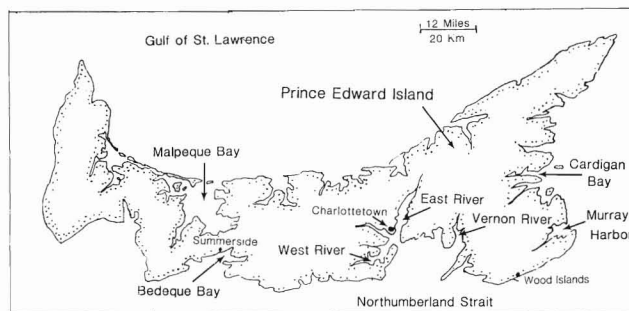 12 Miles
20 Km
Gulf of St. Lawrence
Prince Edward Island
Malpeque Bay
Cardigan
Bay
East River
Charlottetown
Vernon River
Murray
Harbor
Summerside
West River
Wood Islands
Bedeque Bay
Northumberland Strait